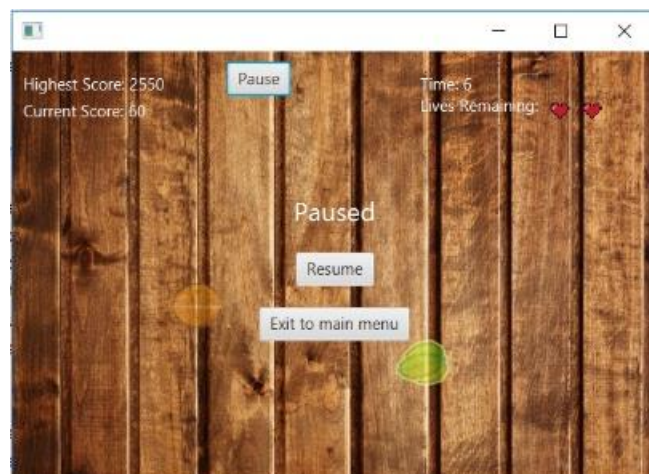 Highest Score: 2550
Current Score: 60
Pause
Time: 6
Lives Remaining:
Paused
Resume
Exit to main menu